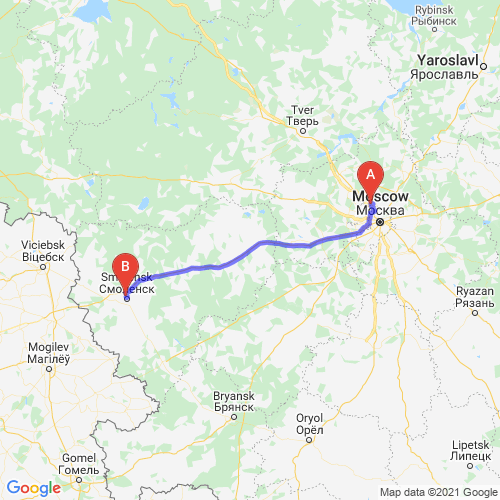 Rybinsk
Рыбинск
Yaroslavl
Ярославль
Tver
Тверь
A
Moscow
Москва
Viciebsk
Віцебск
B
Smolensk
Смоленск
Ryazan
Рязань
Mogilev
Магілёў
Bryansk
Брянск
Oryol
Орёл
Gomel
Гомель
Lipetsk
Липецк
Google
Map data ©2021 Google